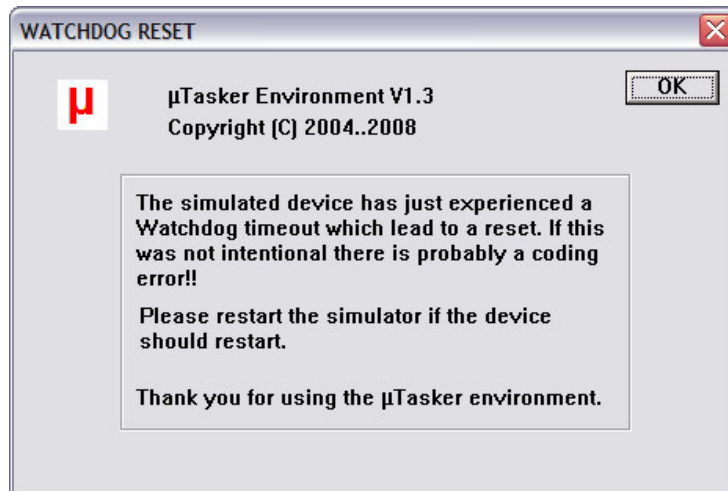 WATCHDOG RESET
µ
µTasker Environment V1.3
Copyright (C) 2004..2008
OK
The simulated device has just experienced a
Watchdog timeout which lead to a reset. If this
was not intentional there is probably a coding
error!!
Please restart the simulator if the device
should restart.
Thank you for using the µTasker environment.